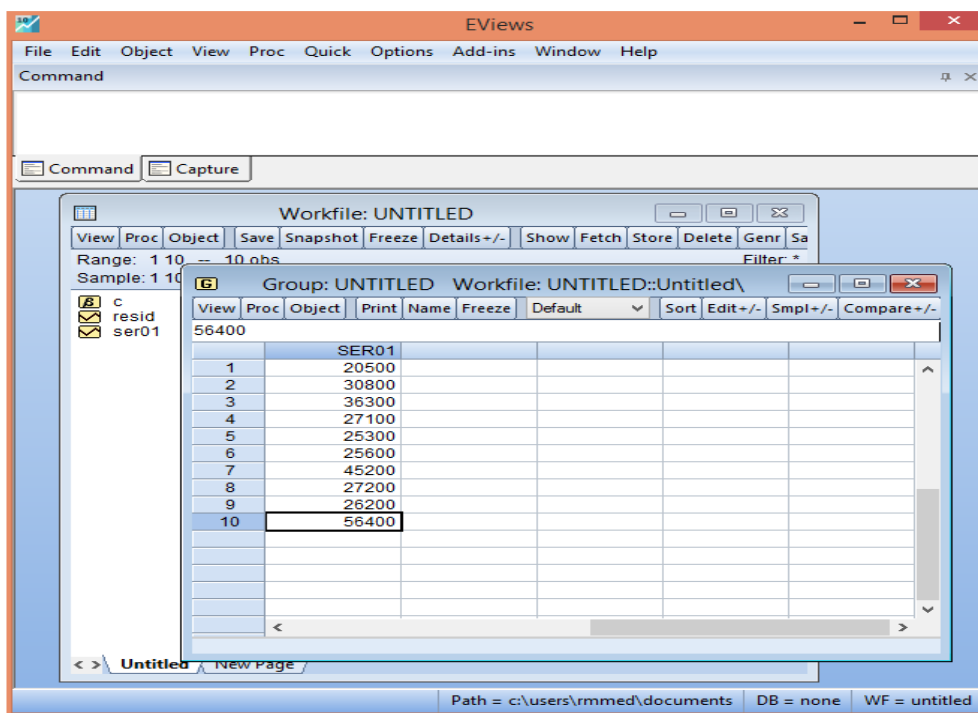 EViews
File Edit Object View Proc Quick Options Add-ins Window Help
Command
Command Capture
Workfile: UNTITLED
View Proc Object Save Snapshot Freeze Details+/- Show Fetch Store Delete Genr Sa
Range: 1 10 -- 10 obs Filter: *
Sample: 1 10
c
resid
ser01
Group: UNTITLED Workfile: UNTITLED::Untitled\
View Proc Object Print Name Freeze Default Sort Edit+/- Smpl+/- Compare+/-
56400
SER01
1 20500
2 30800
3 36300
4 27100
5 25300
6 25600
7 45200
8 27200
9 26200
10 56400
Untitled New Page
Path = c:\users\rmmed\documents DB = none WF = untitled